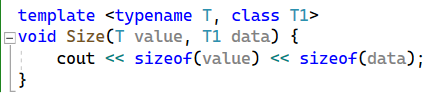 template <typename T, class T1>
void Size(T value, T1 data) {
    cout << sizeof(value) << sizeof(data);
}